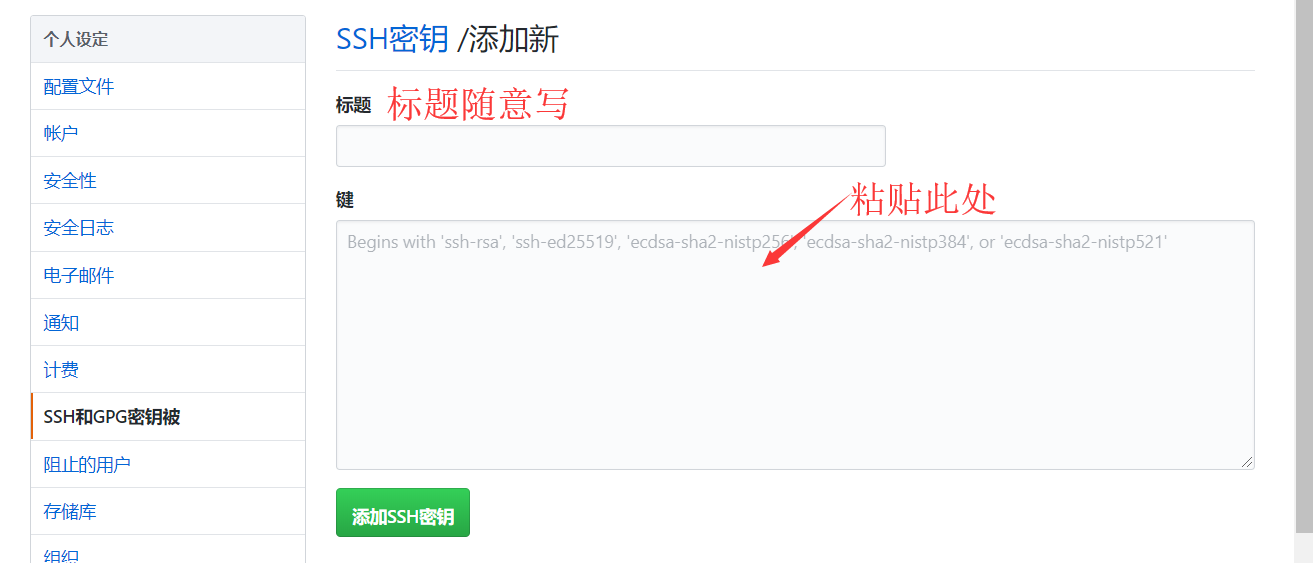 个人设定
配置文件
帐户
安全性
安全日志
电子邮件
通知
计费
SSH和GPG密钥被
阻止的用户
存储库
组织
SSH密钥 /添加新
标题 标题随意写
键
粘贴此处
Begins with 'ssh-rsa', 'ssh-ed25519', 'ecdsa-sha2-nistp256', 'ecdsa-sha2-nistp384', or 'ecdsa-sha2-nistp521'
添加SSH密钥